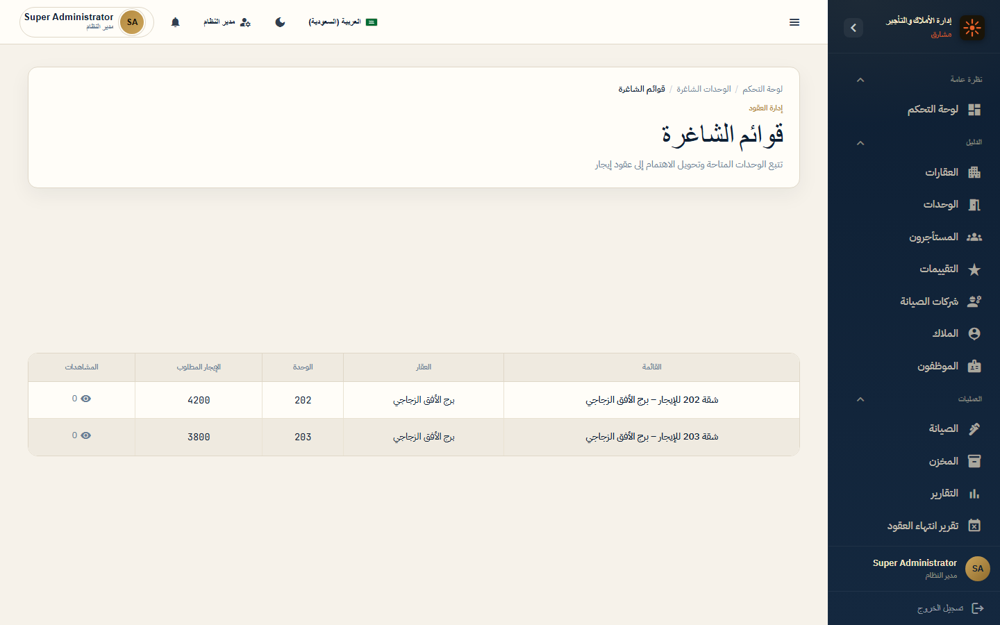 إدارة الأملاك والتأجير
مشارق
نظرة عامة
لوحة التحكم
الدليل
العقارات
الوحدات
المستأجرون
التقييمات
شركات الصيانة
الملاك
الموظفون
العمليات
الصيانة
المخزن
التقارير
تقرير انتهاء العقود
SA
Super Administrator
مدير النظام
تسجيل الخروج
العربية (السعودية)
مدير النظام
SA
Super Administrator
مدير النظام
لوحة التحكم / الوحدات الشاغرة / قوائم الشاغرة
إدارة العقود
قوائم الشاغرة
تتبع الوحدات المتاحة وتحويل الاهتمام إلى عقود إيجار
القائمة العقار الوحدة الإيجار المطلوب المشاهدات
شقة 202 للإيجار – برج الأفق الزجاجي برج الأفق الزجاجي 202 4200 0
شقة 203 للإيجار – برج الأفق الزجاجي برج الأفق الزجاجي 203 3800 0